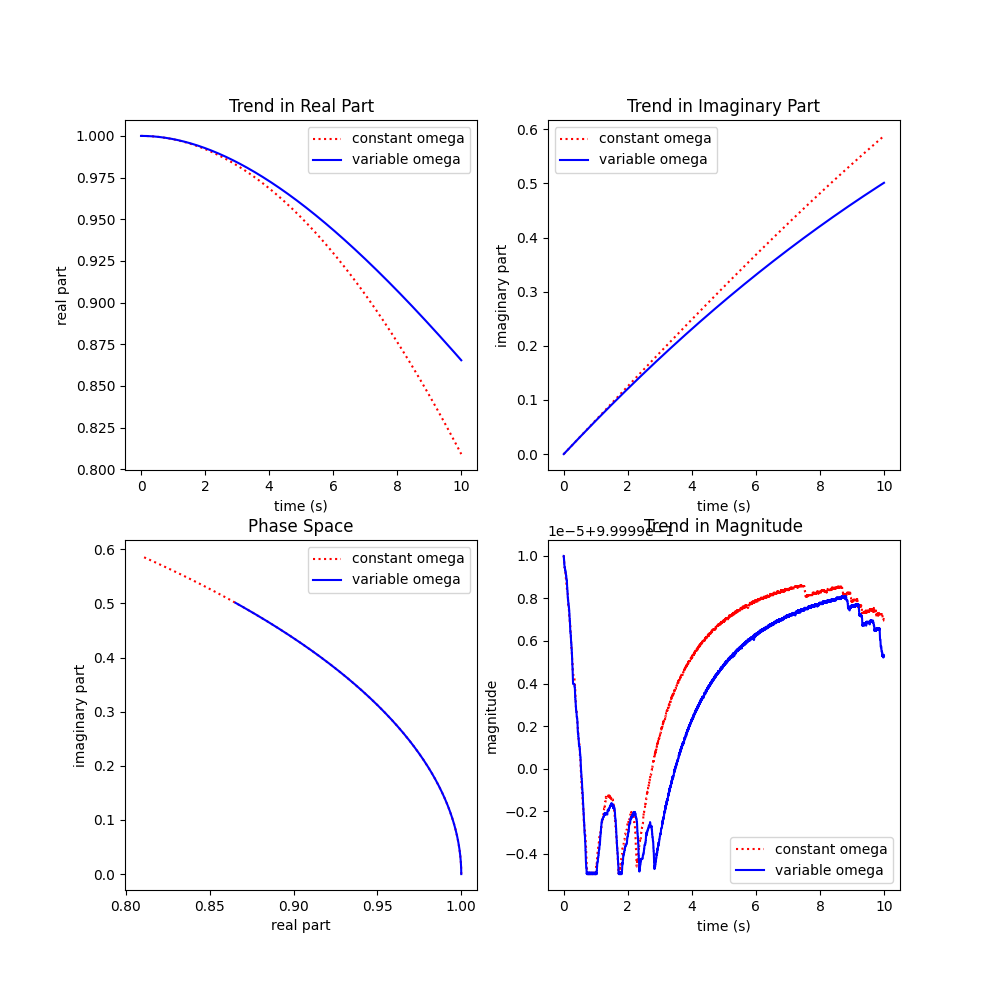 Trend in Real Part
1.000
0.975
0.950
0.925
0.900
0.875
0.850
0.825
0.800
real part
0 2 4 6 8 10
time (s)
constant omega
variable omega
Trend in Imaginary Part
0.6
0.5
0.4
0.3
0.2
0.1
0.0
imaginary part
0 2 4 6 8 10
time (s)
constant omega
variable omega
Phase Space
0.6
0.5
0.4
0.3
0.2
0.1
0.0
imaginary part
0.80 0.85 0.90 0.95 1.00
real part
constant omega
variable omega
1e−5+9.9999e−1
Trend in Magnitude
1.0
0.8
0.6
0.4
0.2
0.0
−0.2
−0.4
magnitude
0 2 4 6 8 10
time (s)
constant omega
variable omega